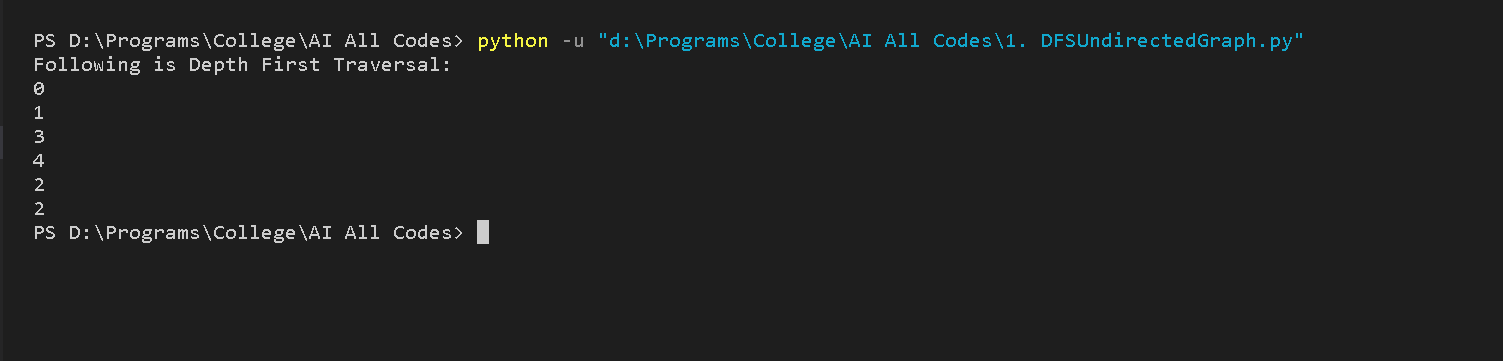 PS D:\Programs\College\AI All Codes> python -u "d:\Programs\College\AI All Codes\1. DFSUndirectedGraph.py"
Following is Depth First Traversal:
0
1
3
4
2
2
PS D:\Programs\College\AI All Codes>